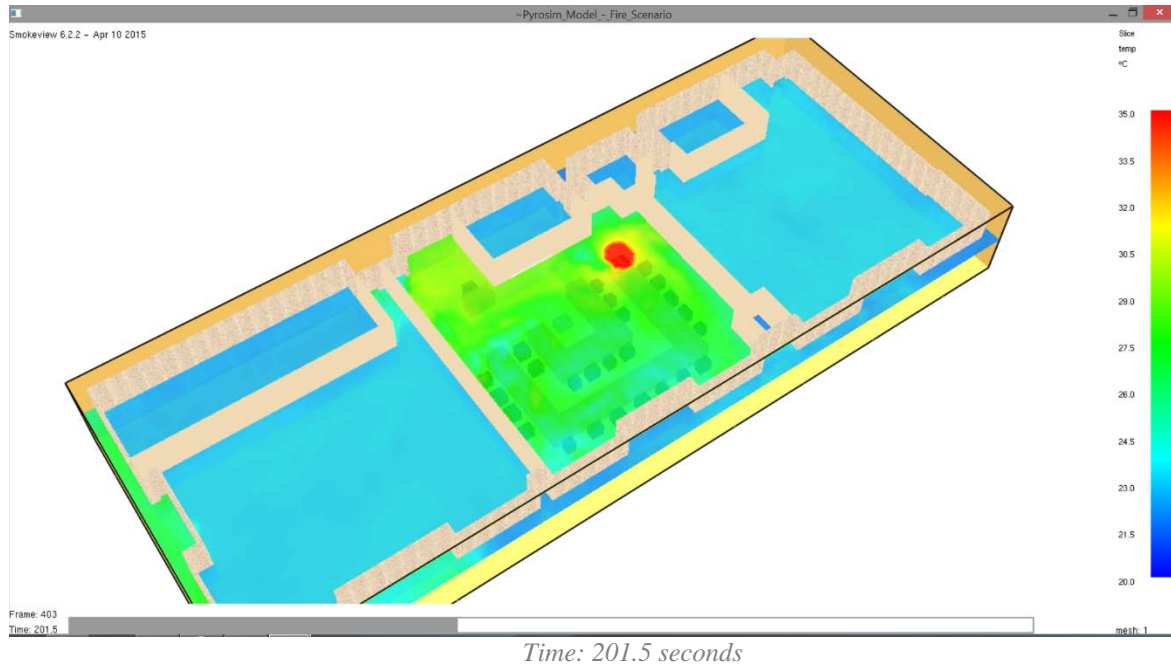 ~Pyrosim_Model_-_Fire_Scenario
Smokeview 6.2.2 - Apr 10 2015
Slice
temp
°C
35.0
33.5
32.0
30.5
29.0
27.5
26.0
24.5
23.0
21.5
20.0
Frame: 403
Time: 201.5
mesh: 1
Time: 201.5 seconds